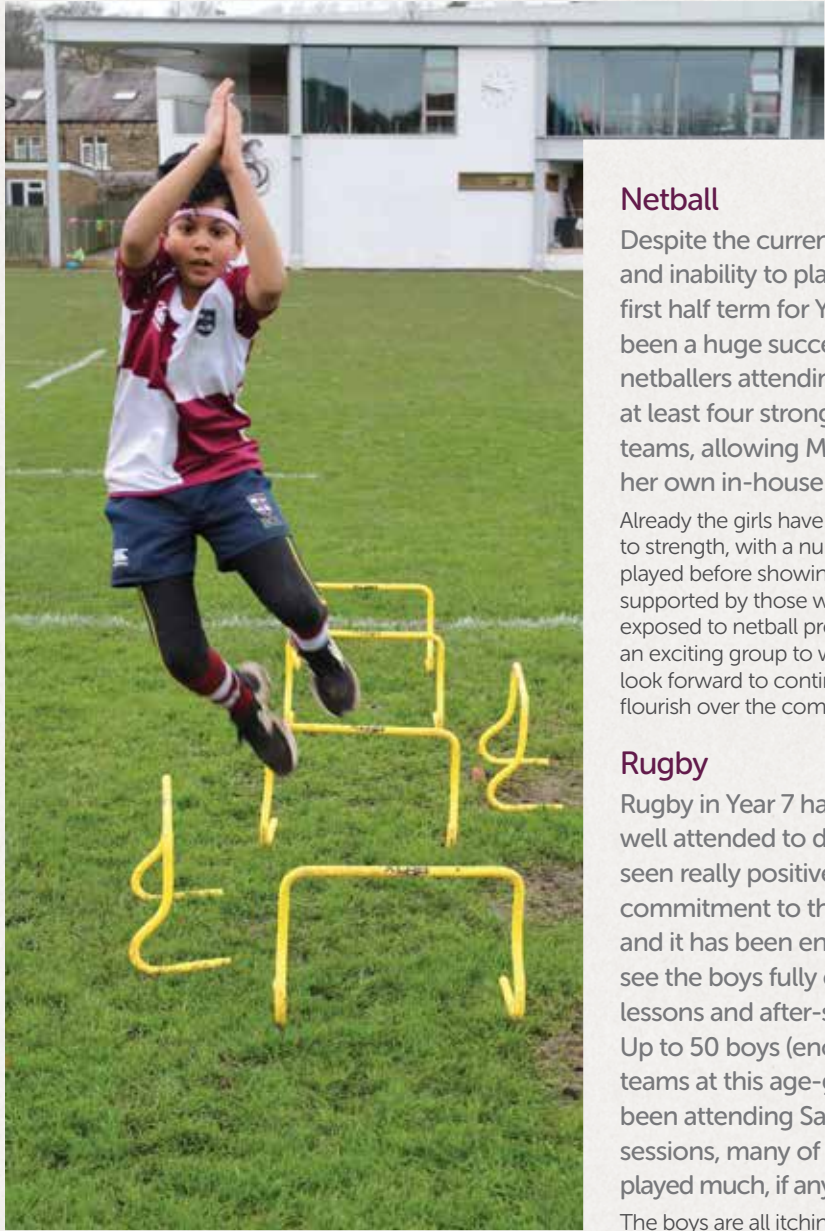 Netball
Despite the curren
and inability to pla
first half term for Y
been a huge succe
netballers attendin
at least four strong
teams, allowing M
her own in-house
Already the girls have
to strength, with a nu
played before showin
supported by those w
exposed to netball pre
an exciting group to w
look forward to contin
flourish over the com
Rugby
Rugby in Year 7 ha
well attended to d
seen really positive
commitment to th
and it has been en
see the boys fully e
lessons and after-s
Up to 50 boys (eno
teams at this age-g
been attending Sa
sessions, many of
played much, if any
The boys are all itchin